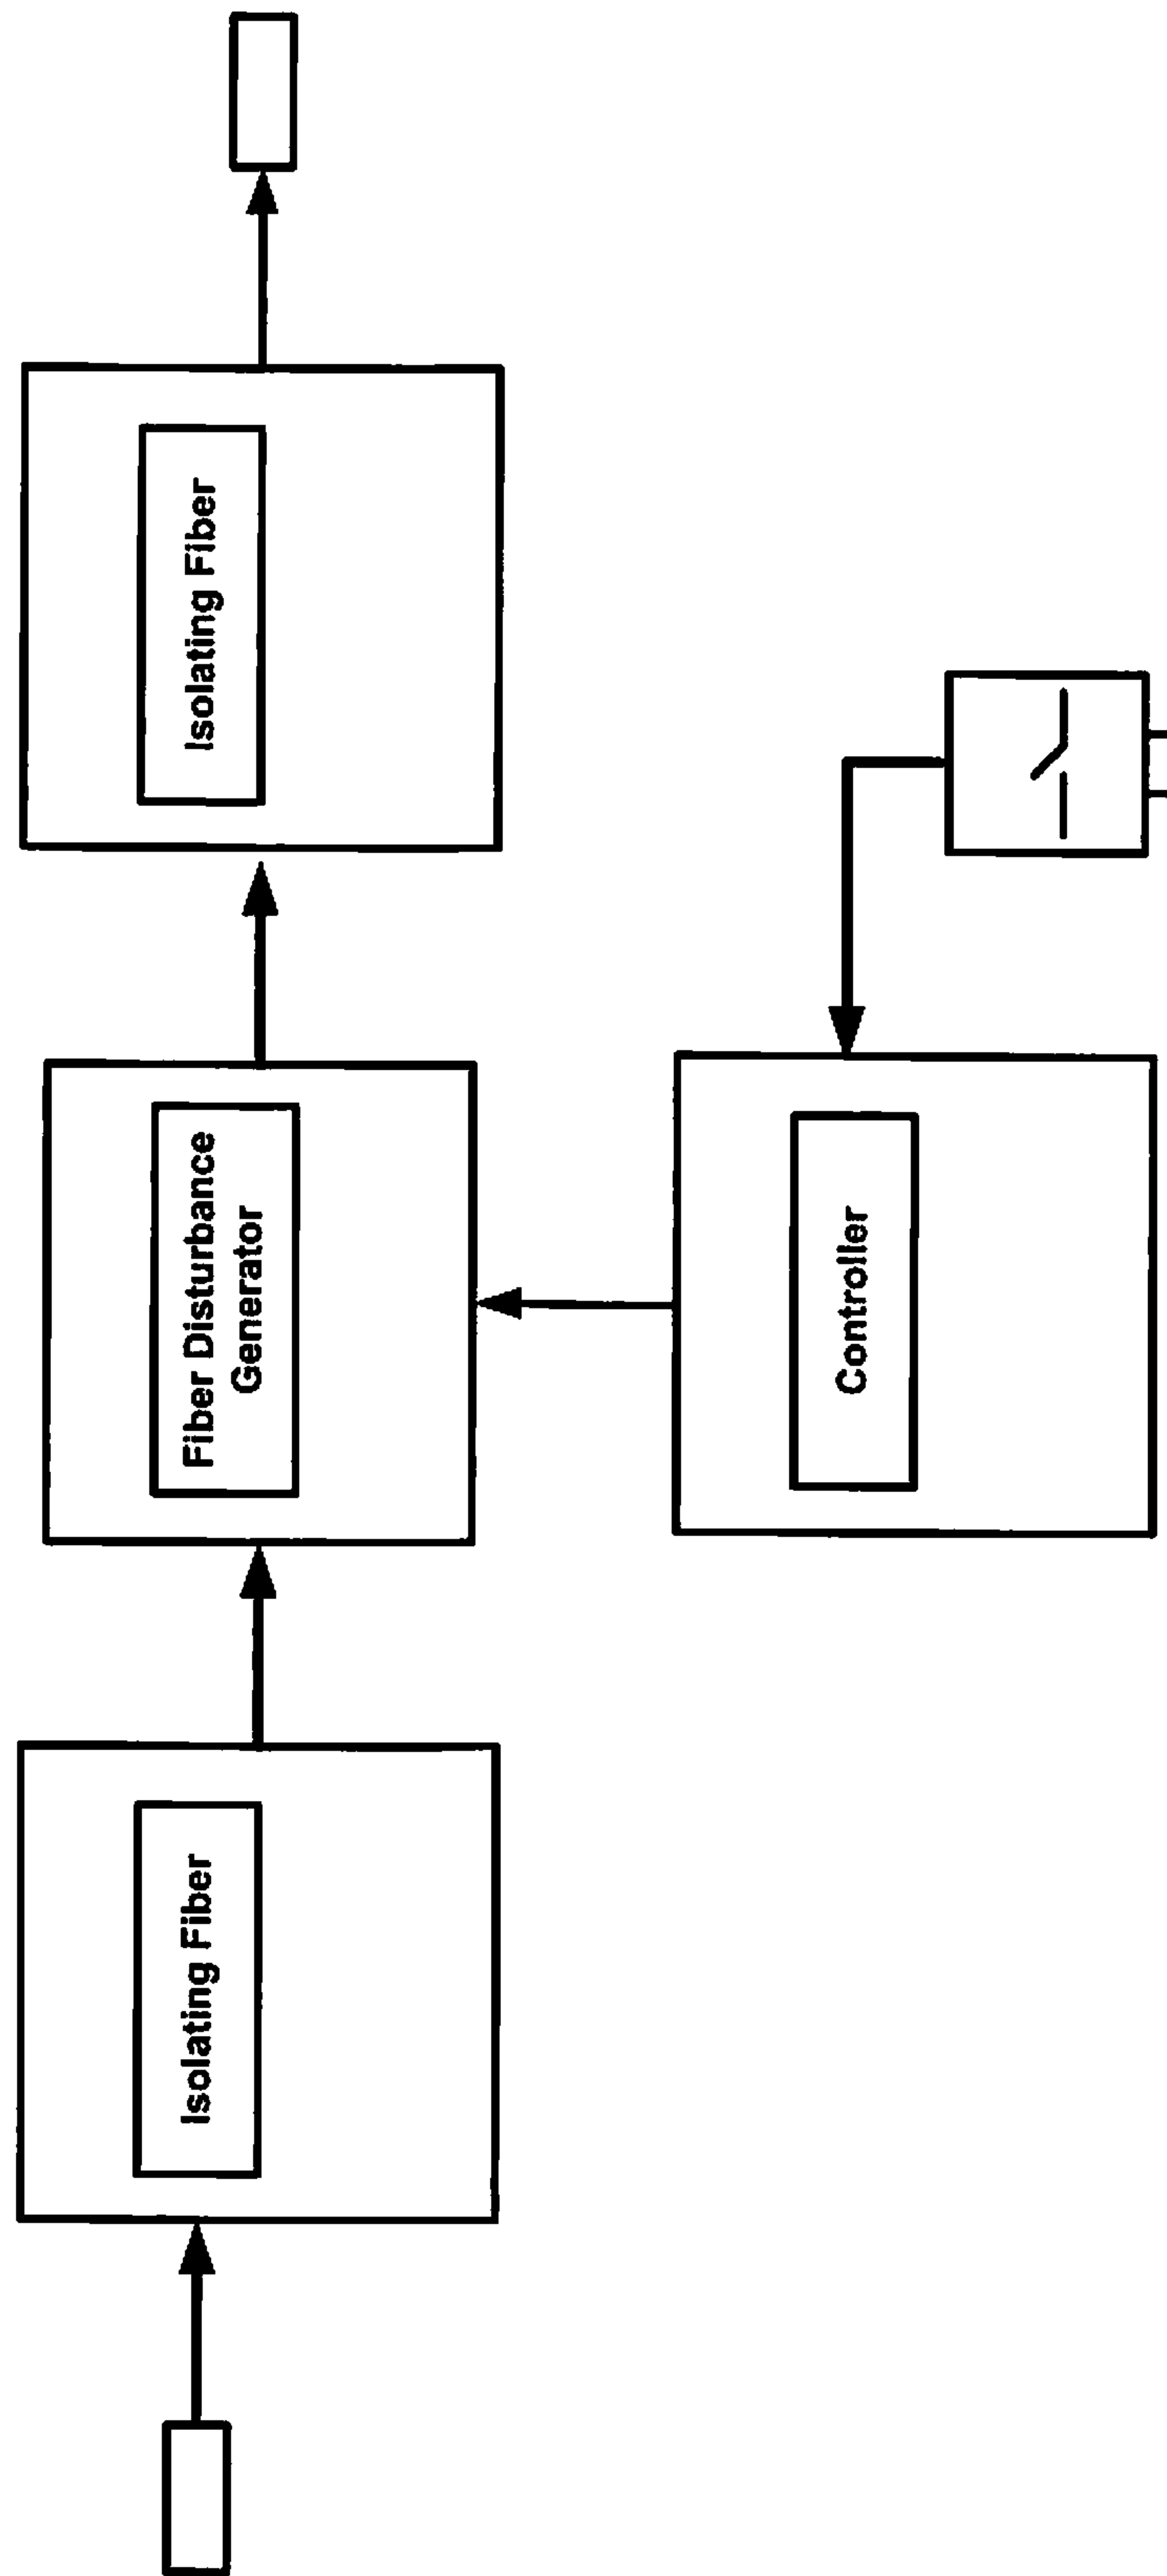 Isolating Fiber
Fiber Disturbance
Generator
Isolating Fiber
Controller